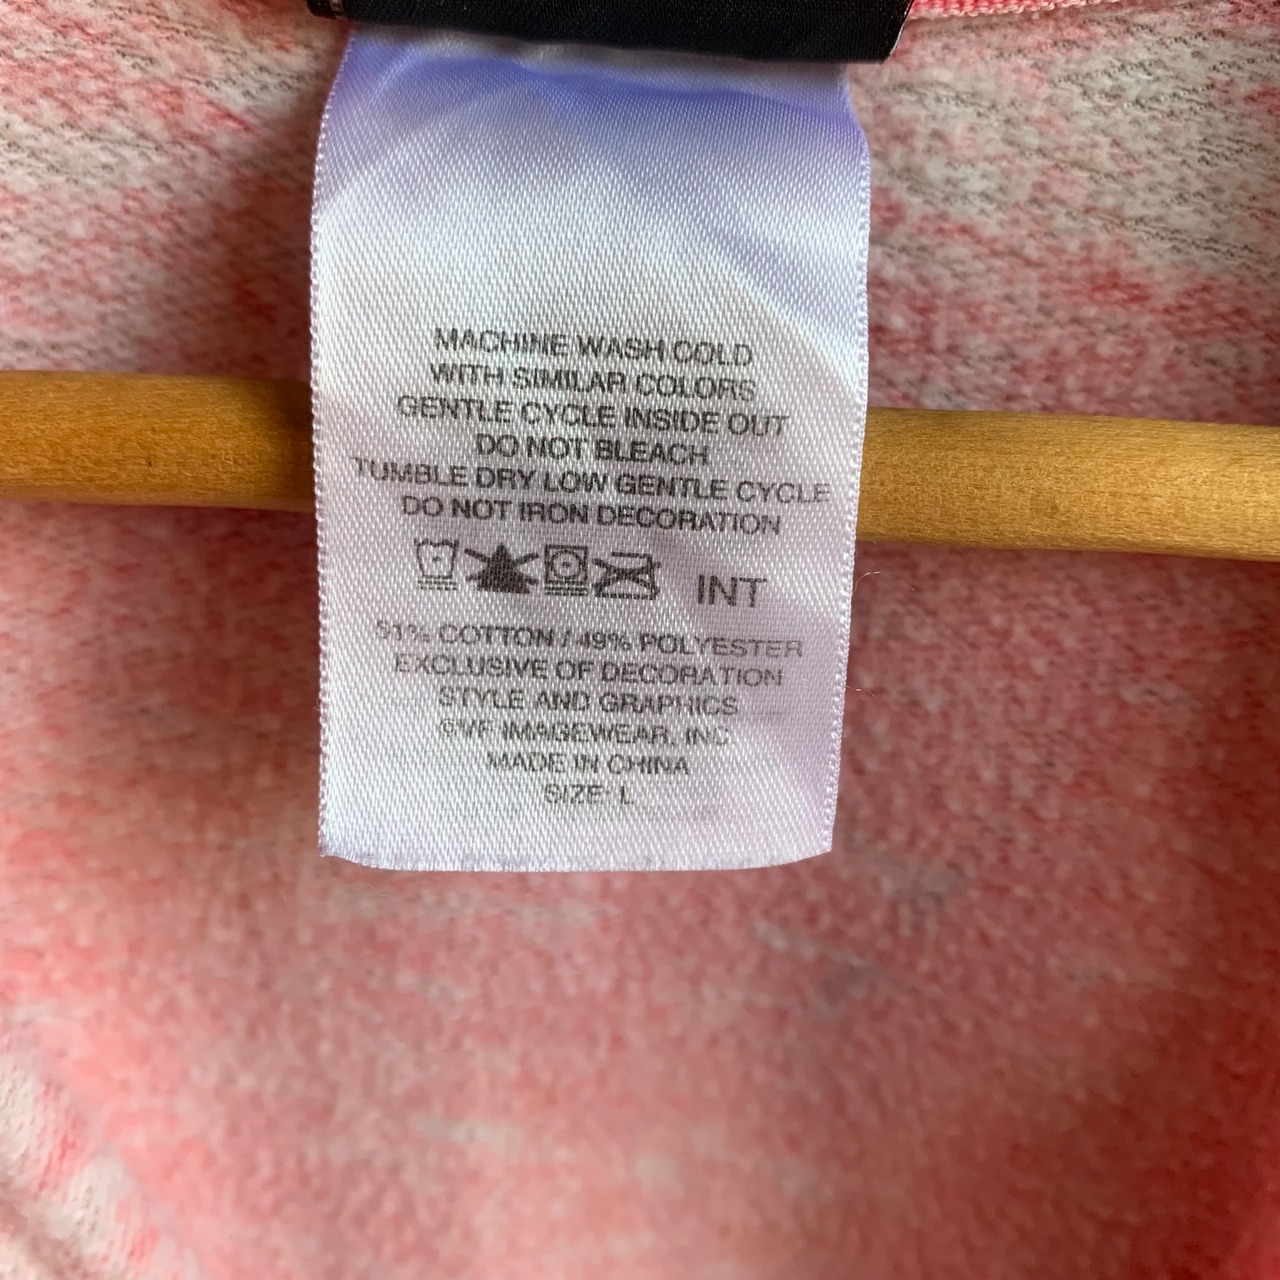 MACHINE WASH COLD
WITH SIMILAR COLORS
GENTLE CYCLE INSIDE OUT
DO NOT BLEACH
TUMBLE DRY LOW GENTLE CYCLE
DO NOT IRON DECORATION
INT
51% COTTON / 49% POLYESTER
EXCLUSIVE OF DECORATION
STYLE AND GRAPHICS
©VF IMAGEWEAR, INC
MADE IN CHINA
SIZE: L